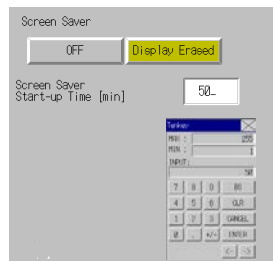 Screen Saver
OFF Display Erased
Screen Saver
Start-up Time [min] 50_
Tenkey
MAX : 255
MIN : 1
INPUT:
50
7 8 9 BS
4 5 6 CLR
1 2 3 CANCEL
0 . +/- ENTER
<- ->